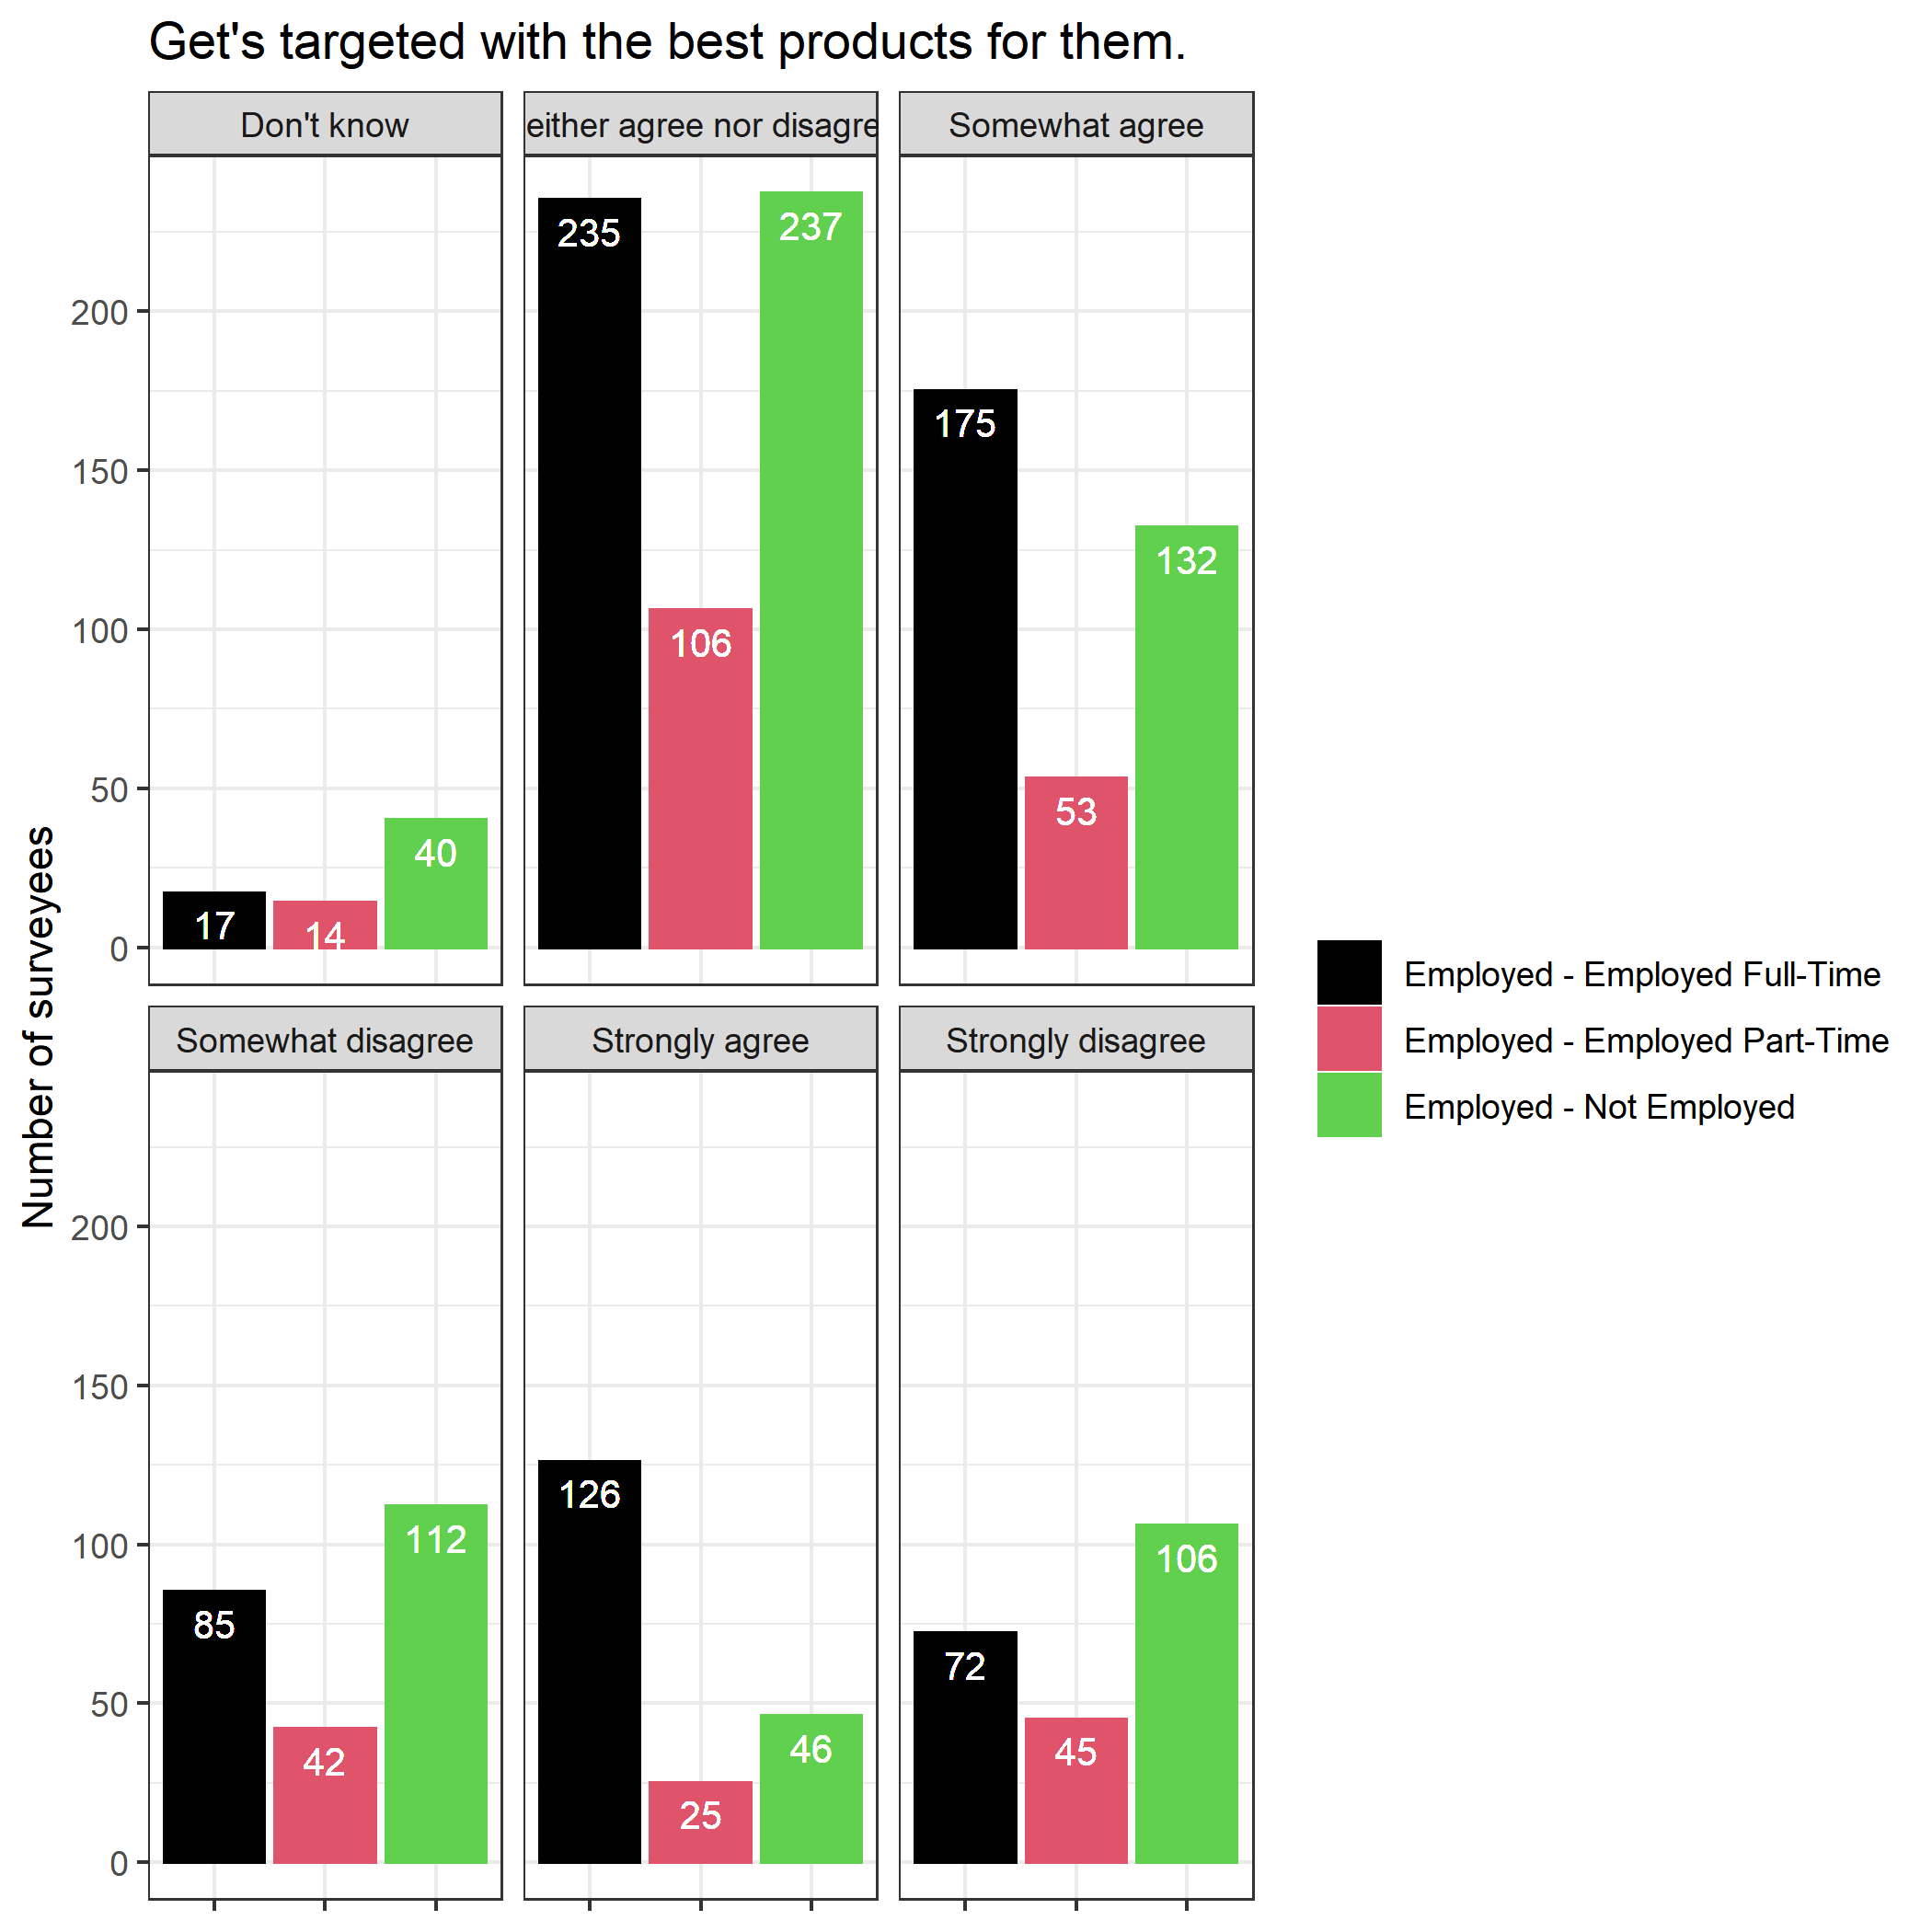 Get's targeted with the best products for them.
Don't know
either agree nor disagre
Somewhat agree
235
237
200
175
150
132
106
100
53
50
40
17
14
0
Number of surveyees
Employed - Employed Full-Time
Employed - Employed Part-Time
Employed - Not Employed
Somewhat disagree
Strongly agree
Strongly disagree
200
150
126
112
106
100
85
72
50
46
45
42
25
0